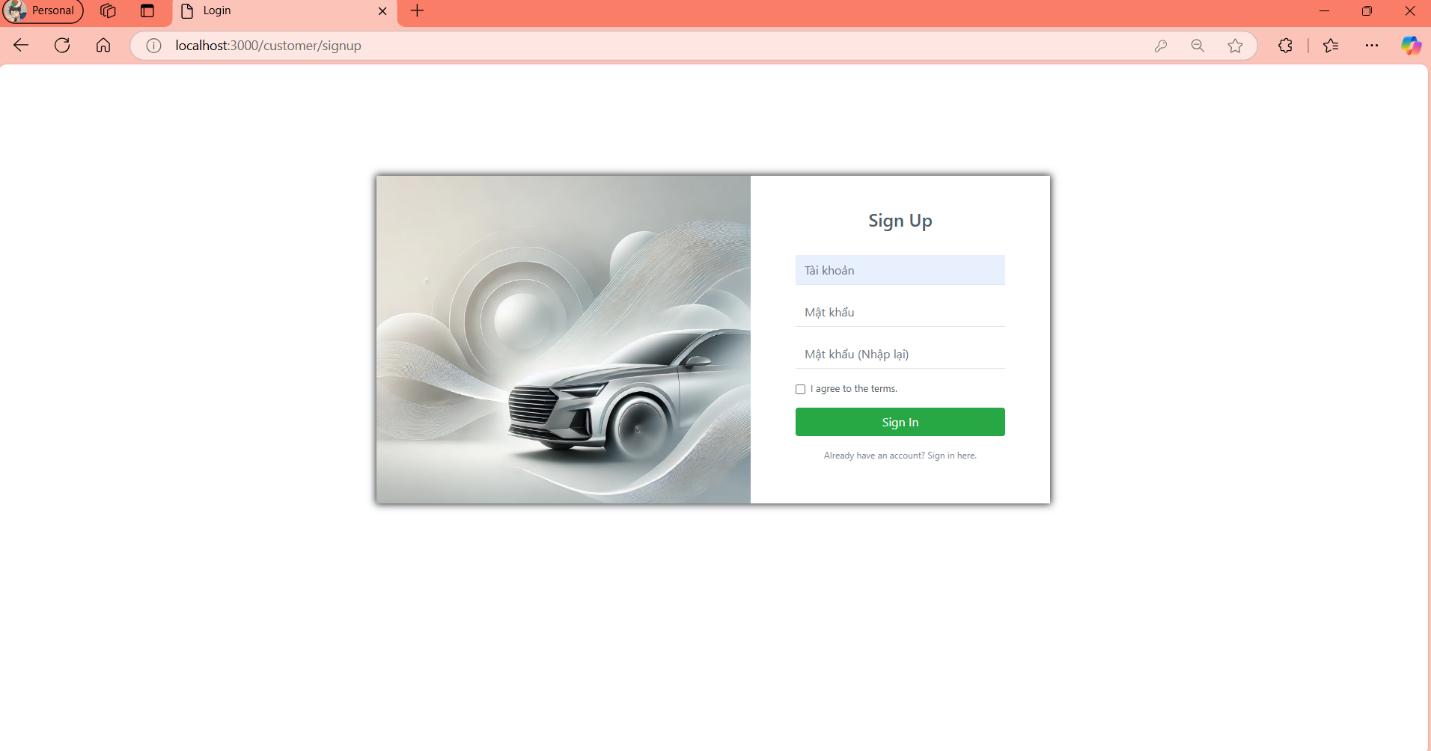 Personal
Login
localhost:3000/customer/signup
Sign Up
Tài khoản
Mật khẩu
Mật khẩu (Nhập lại)
I agree to the terms.
Sign In
Already have an account? Sign in here.